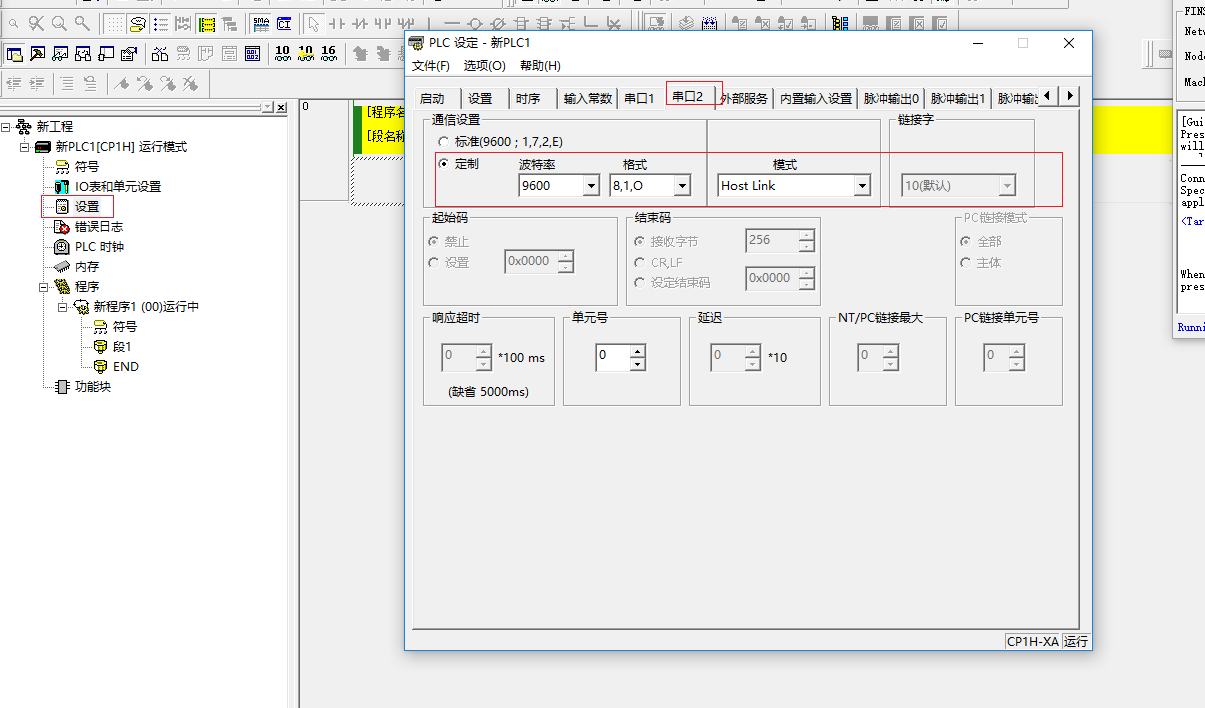 SMA
CI
10
10
16
PLC 设定 - 新PLC1
文件(F) 选项(O) 帮助(H)
启动 设置 时序 输入常数 串口1 串口2 外部服务 内置输入设置 脉冲输出0 脉冲输出1 脉冲输出
通信设置
标准(9600 ; 1,7,2,E)
定制 波特率 格式 模式
9600 8,1,O Host Link
链接字
10(默认)
起始码
禁止
设置 0x0000
结束码
接收字节 256
CR,LF
设定结束码 0x0000
PC链接模式
全部
主体
响应超时
0 *100 ms
(缺省 5000ms)
单元号
0
延迟
0 *10
NT/PC链接最大
0
PC链接单元号
0
CP1H-XA 运行
新工程
新PLC1[CP1H] 运行模式
符号
IO表和单元设置
设置
错误日志
PLC 时钟
内存
程序
新程序1 (00)运行中
符号
段1
END
功能块
0
[程序名
[段名称
FINS
Netw
Node
Mach
[Gui
Pres
will
Conn
Spec
appl
<Tar
When
pres
Runni